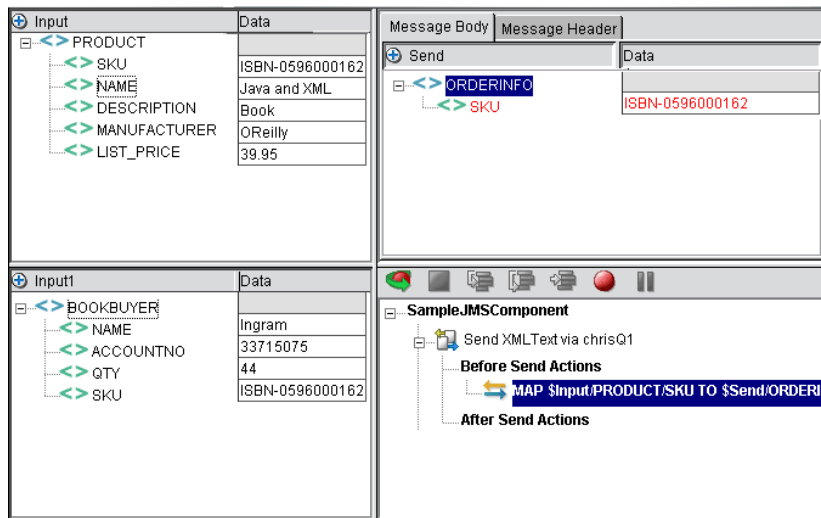 Input Data
PRODUCT
SKU ISBN-0596000162
NAME Java and XML
DESCRIPTION Book
MANUFACTURER OReilly
LIST_PRICE 39.95
Message Body Message Header
Send Data
ORDERINFO
SKU ISBN-0596000162
Input1 Data
BOOKBUYER
NAME Ingram
ACCOUNTNO 33715075
QTY 44
SKU ISBN-0596000162
SampleJMSComponent
Send XMLText via chrisQ1
Before Send Actions
MAP $Input/PRODUCT/SKU TO $Send/ORDERI
After Send Actions